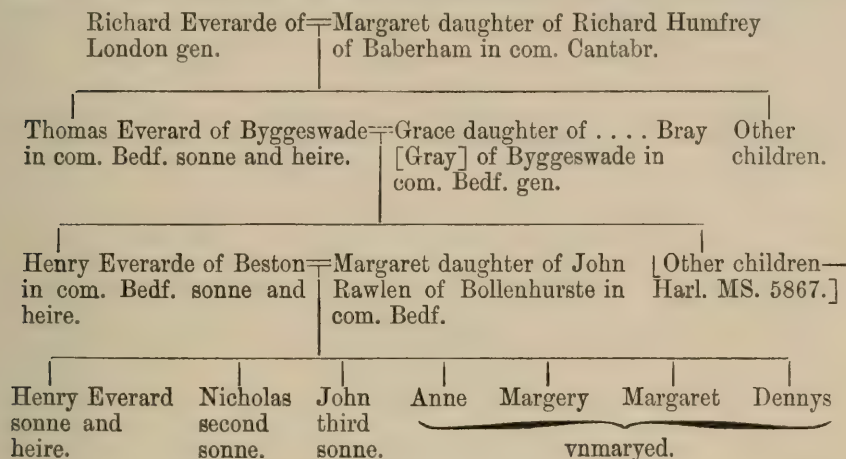 Richard Everarde of
London gen.
Margaret daughter of Richard Humfrey
of Baberham in com. Cantabr.
Thomas Everard of Byggeswade
in com. Bedf. sonne and heire.
Grace daughter of .... Bray
[Gray] of Byggeswade in
com. Bedf. gen.
Other
children.
Henry Everarde of Beston
in com. Bedf. sonne and
heire.
Margaret daughter of John
Rawlen of Bollenhurste in
com. Bedf.
[Other children—
Harl. MS. 5867.]
Henry Everard
sonne and
heire.
Nicholas
second
sonne.
John
third
sonne.
Anne
Margery
Margaret
Dennys
vnmaryed.